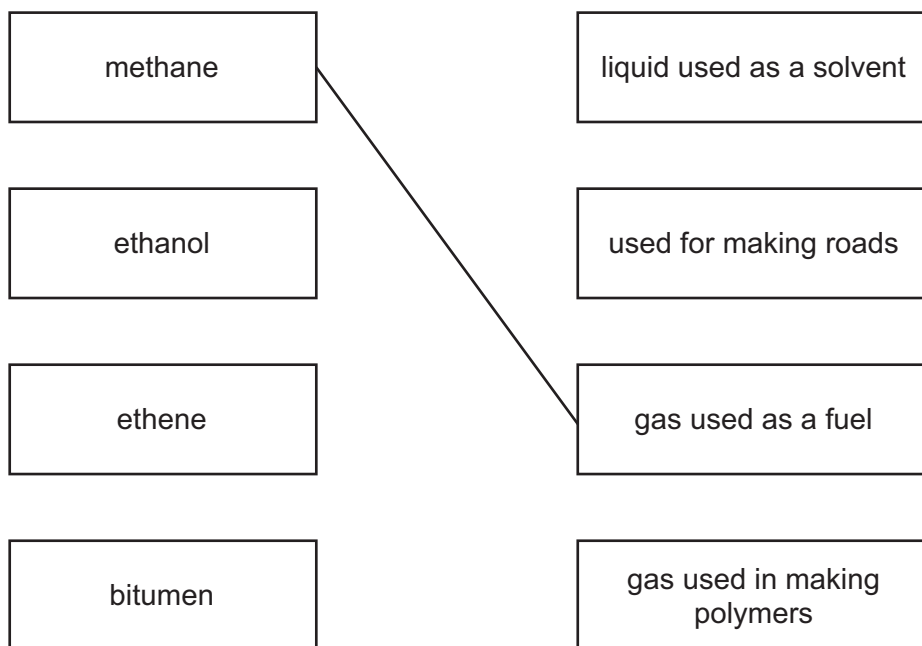 methane
liquid used as a solvent
ethanol
used for making roads
ethene
gas used as a fuel
bitumen
gas used in making
polymers